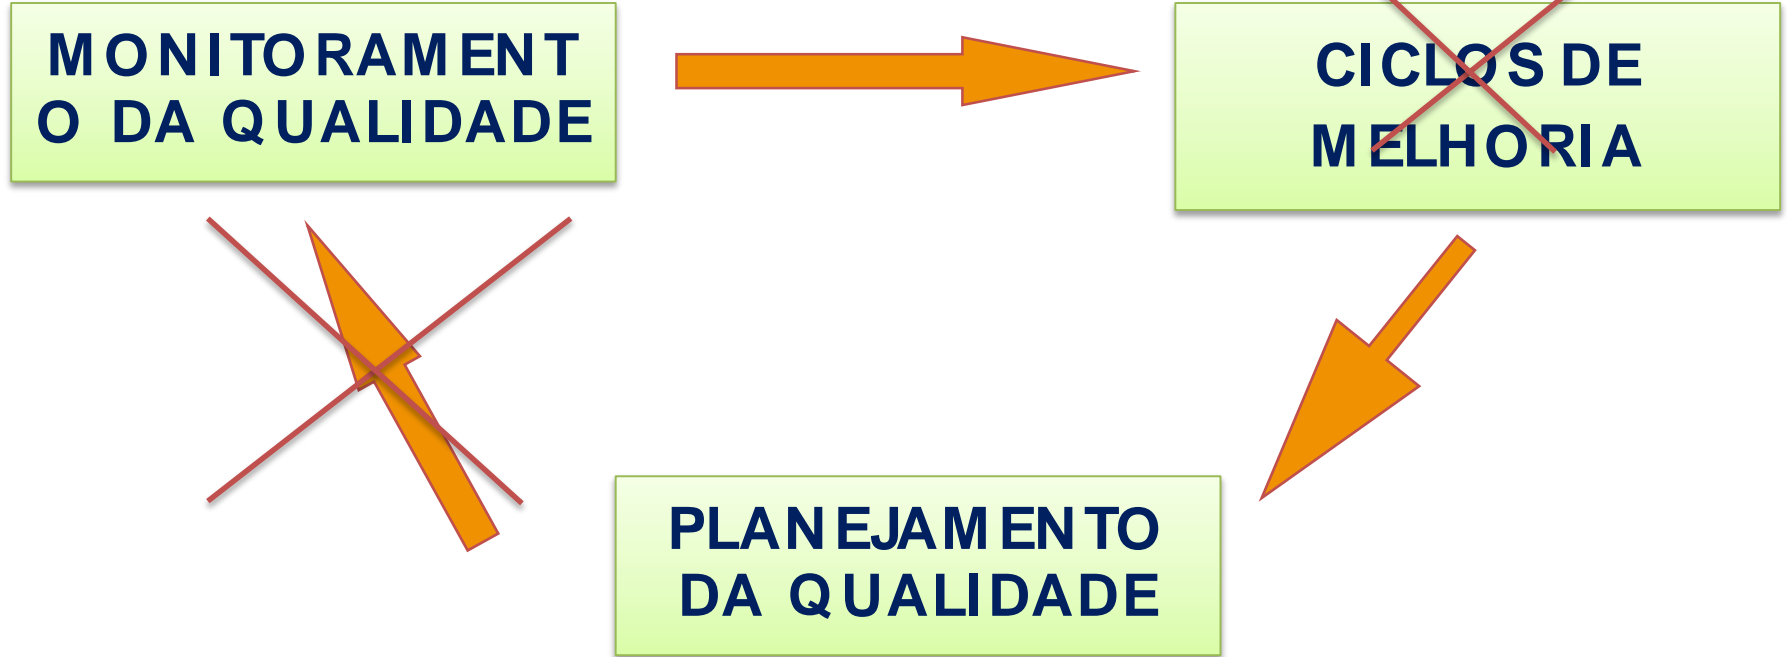 MONITORAMENT
O DA QUALIDADE
CICLOS DE
MELHORIA
PLANEJAMENTO
DA QUALIDADE